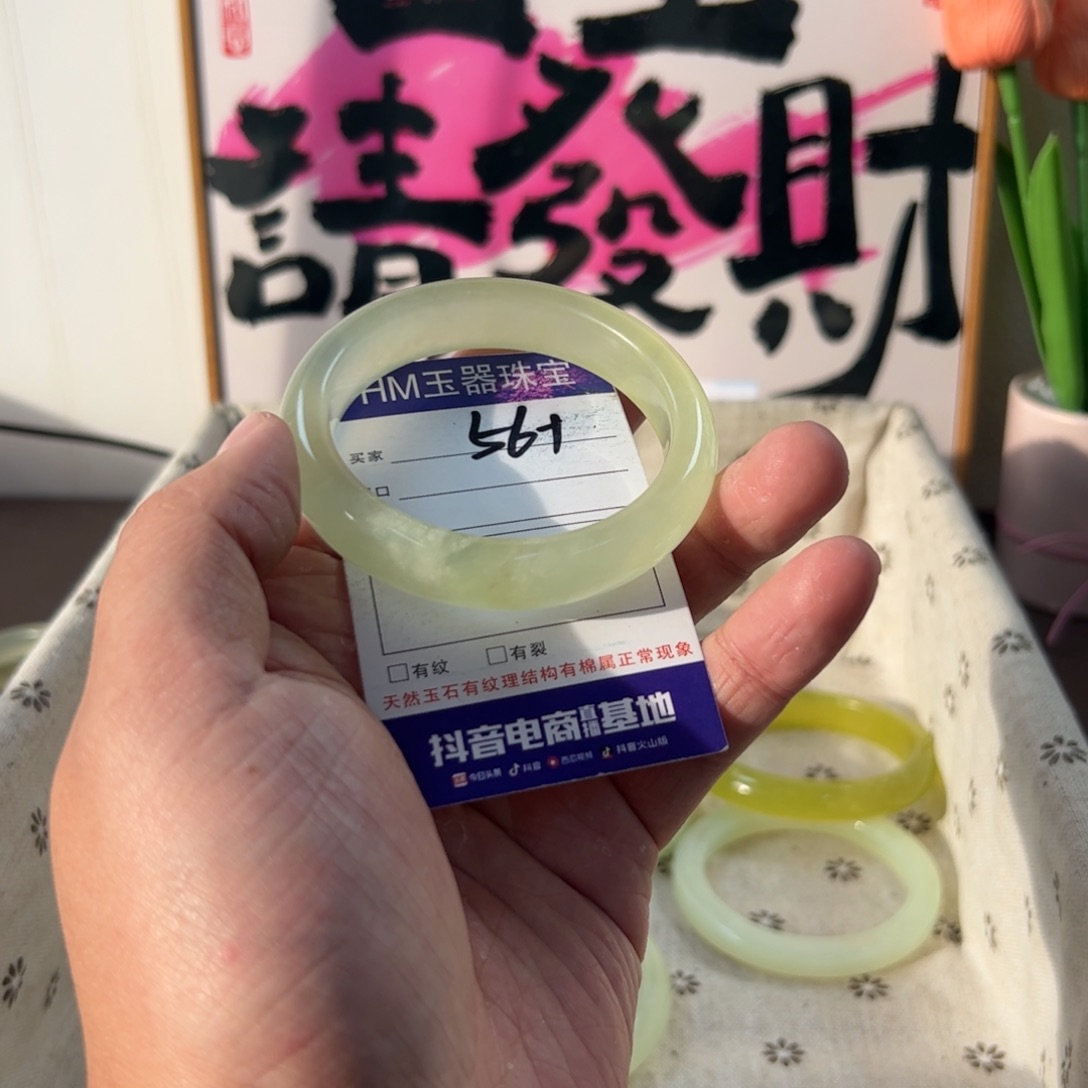 請發財
HM玉器珠宝
56+
买家
口
有纹 有裂
天然玉石有纹理结构有棉属正常现象
抖音电商直播基地
今日头条 抖音 西瓜视频 抖音火山版